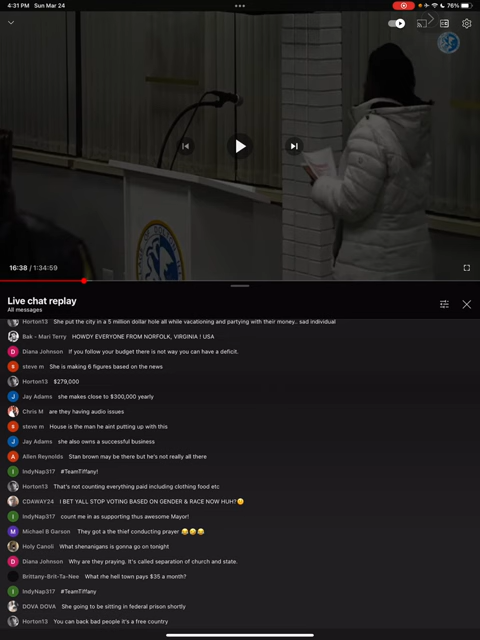 4:31 PM Sun Mar 24
76%
16:38 / 1:34:59
Live chat replay
All messages
Horton13 She put the city in a 5 million dollar hole all while vacationing and partying with their money.. sad individual
Bak - Mari Terry HOWDY EVERYONE FROM NORFOLK, VIRGINIA ! USA
D Diana Johnson If you follow your budget there is not way you can have a deficit.
s steve m She is making 6 figures based on the news
Horton13 $279,000
J Jay Adams she makes close to $300,000 yearly
Chris M are they having audio issues
s steve m House is the man he aint putting up with this
J Jay Adams she also owns a successful business
A Allen Reynolds Stan brown may be there but he's not really all there
I IndyNap317 #TeamTiffany!
Horton13 That's not counting everything paid including clothing food etc
CDAWAY24 I BET YALL STOP VOTING BASED ON GENDER & RACE NOW HUH?😏
I IndyNap317 count me in as supporting thus awesome Mayor!
M Michael B Garson They got a the thief conducting prayer 🤣🤣🤣
Holy Canoli What shenanigans is gonna go on tonight
D Diana Johnson Why are they praying. It's called separation of church and state.
Brittany-Brit-Ta-Nee What rhe hell town pays $35 a month?
I IndyNap317 #TeamTiffany
DOVA DOVA She going to be sitting in federal prison shortly
Horton13 You can back bad people it's a free country